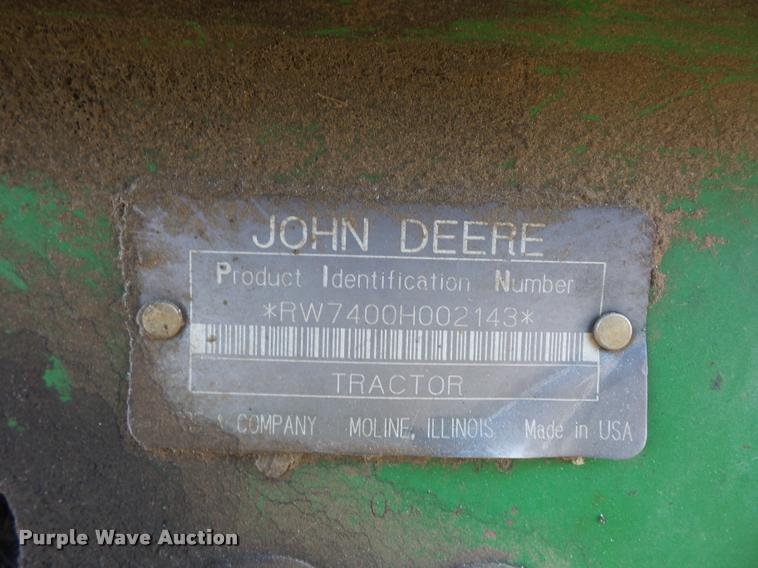 JOHN DEERE
Product Identification Number
*RW7400H002143*
TRACTOR
COMPANY MOLINE, ILLINOIS Made in USA
Purple Wave Auction